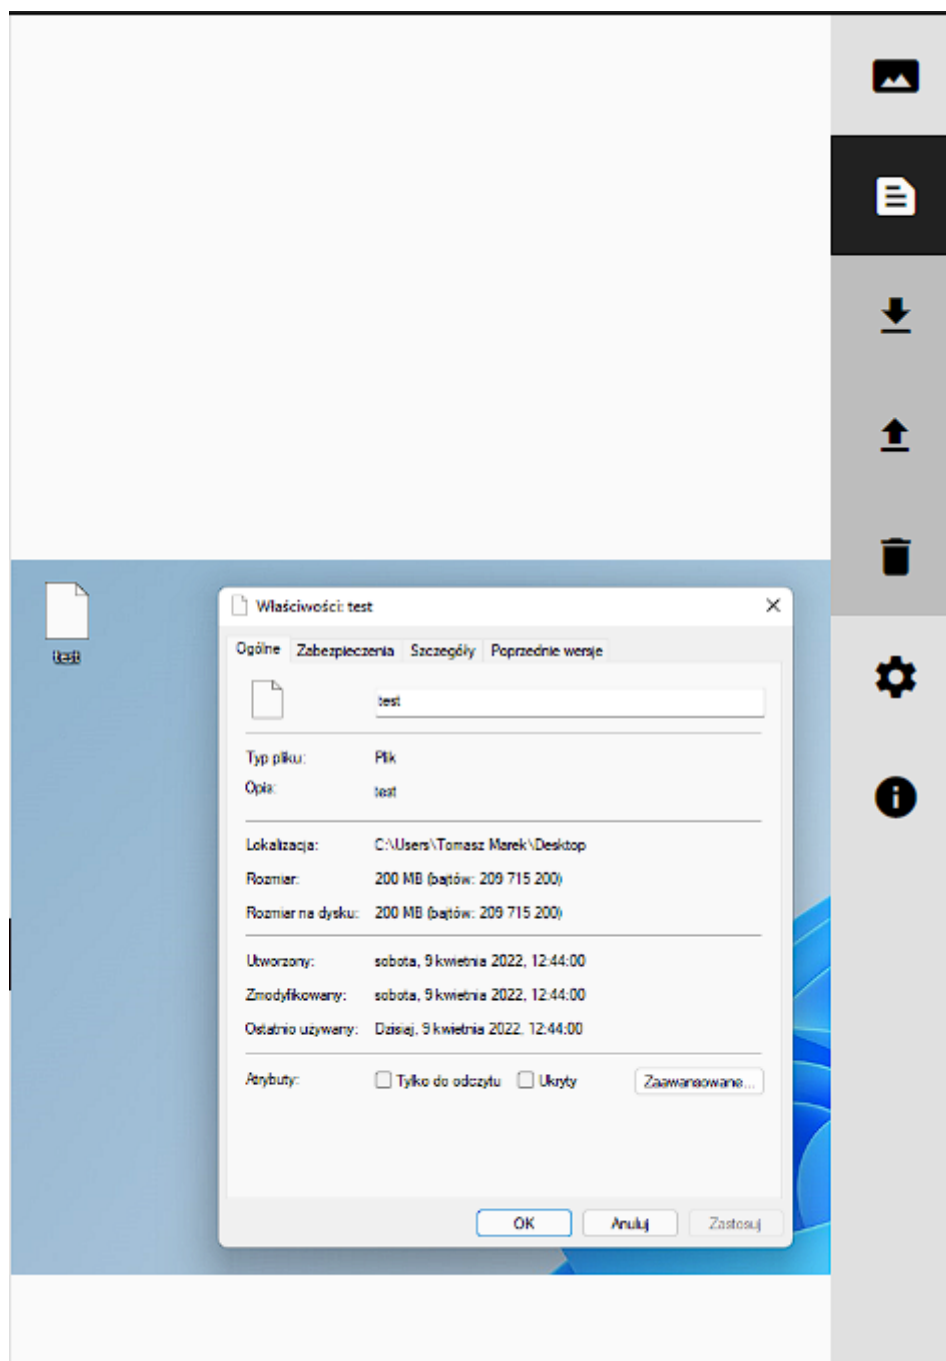 test
Właściwości: test
Ogólne Zabezpieczenia Szczegóły Poprzednie wersje
test
Typ pliku: Plik
Opis: test
Lokalizacja: C:\Users\Tomasz Marek\Desktop
Rozmiar: 200 MB (bajtów: 209 715 200)
Rozmiar na dysku: 200 MB (bajtów: 209 715 200)
Utworzony: sobota, 9 kwietnia 2022, 12:44:00
Zmodyfikowany: sobota, 9 kwietnia 2022, 12:44:00
Ostatnio używany: Dzisiaj, 9 kwietnia 2022, 12:44:00
Atrybuty: Tylko do odczytu Ukryty Zaawansowane...
OK Anuluj Zastosuj